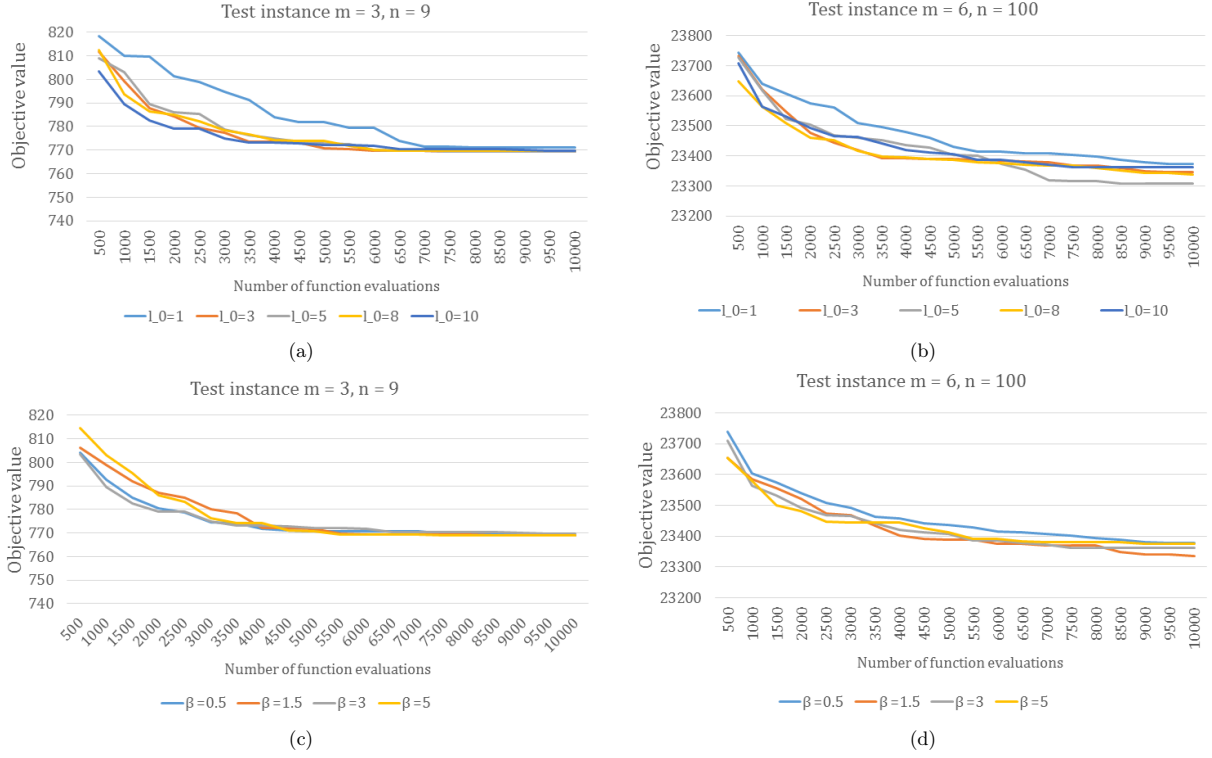 Test instance m = 3, n = 9
Objective value
820
810
800
790
780
770
760
750
740
500 1000 1500 2000 2500 3000 3500 4000 4500 5000 5500 6000 6500 7000 7500 8000 8500 9000 9500 10000
Number of function evaluations
l_0=1 l_0=3 l_0=5 l_0=8 l_0=10
(a)
Test instance m = 6, n = 100
Objective value
23800
23700
23600
23500
23400
23300
23200
500 1000 1500 2000 2500 3000 3500 4000 4500 5000 5500 6000 6500 7000 7500 8000 8500 9000 9500 10000
Number of function evaluations
l_0=1 l_0=3 l_0=5 l_0=8 l_0=10
(b)
Test instance m = 3, n = 9
Objective value
820
810
800
790
780
770
760
750
740
500 1000 1500 2000 2500 3000 3500 4000 4500 5000 5500 6000 6500 7000 7500 8000 8500 9000 9500 10000
Number of function evaluations
β=0.5 β=1.5 β=3 β=5
(c)
Test instance m = 6, n = 100
Objective value
23800
23700
23600
23500
23400
23300
23200
500 1000 1500 2000 2500 3000 3500 4000 4500 5000 5500 6000 6500 7000 7500 8000 8500 9000 9500 10000
Number of function evaluations
β=0.5 β=1.5 β=3 β=5
(d)